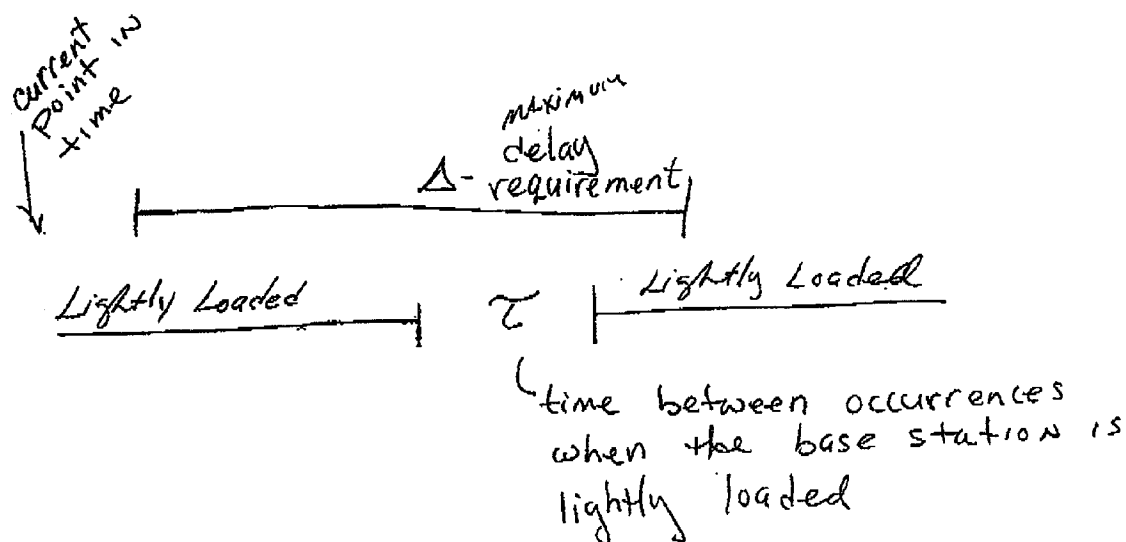 current
point in
time
maximum
delay
Δ- requirement
Lightly Loaded
τ
Lightly Loaded
time between occurrences
when the base station is
lightly loaded